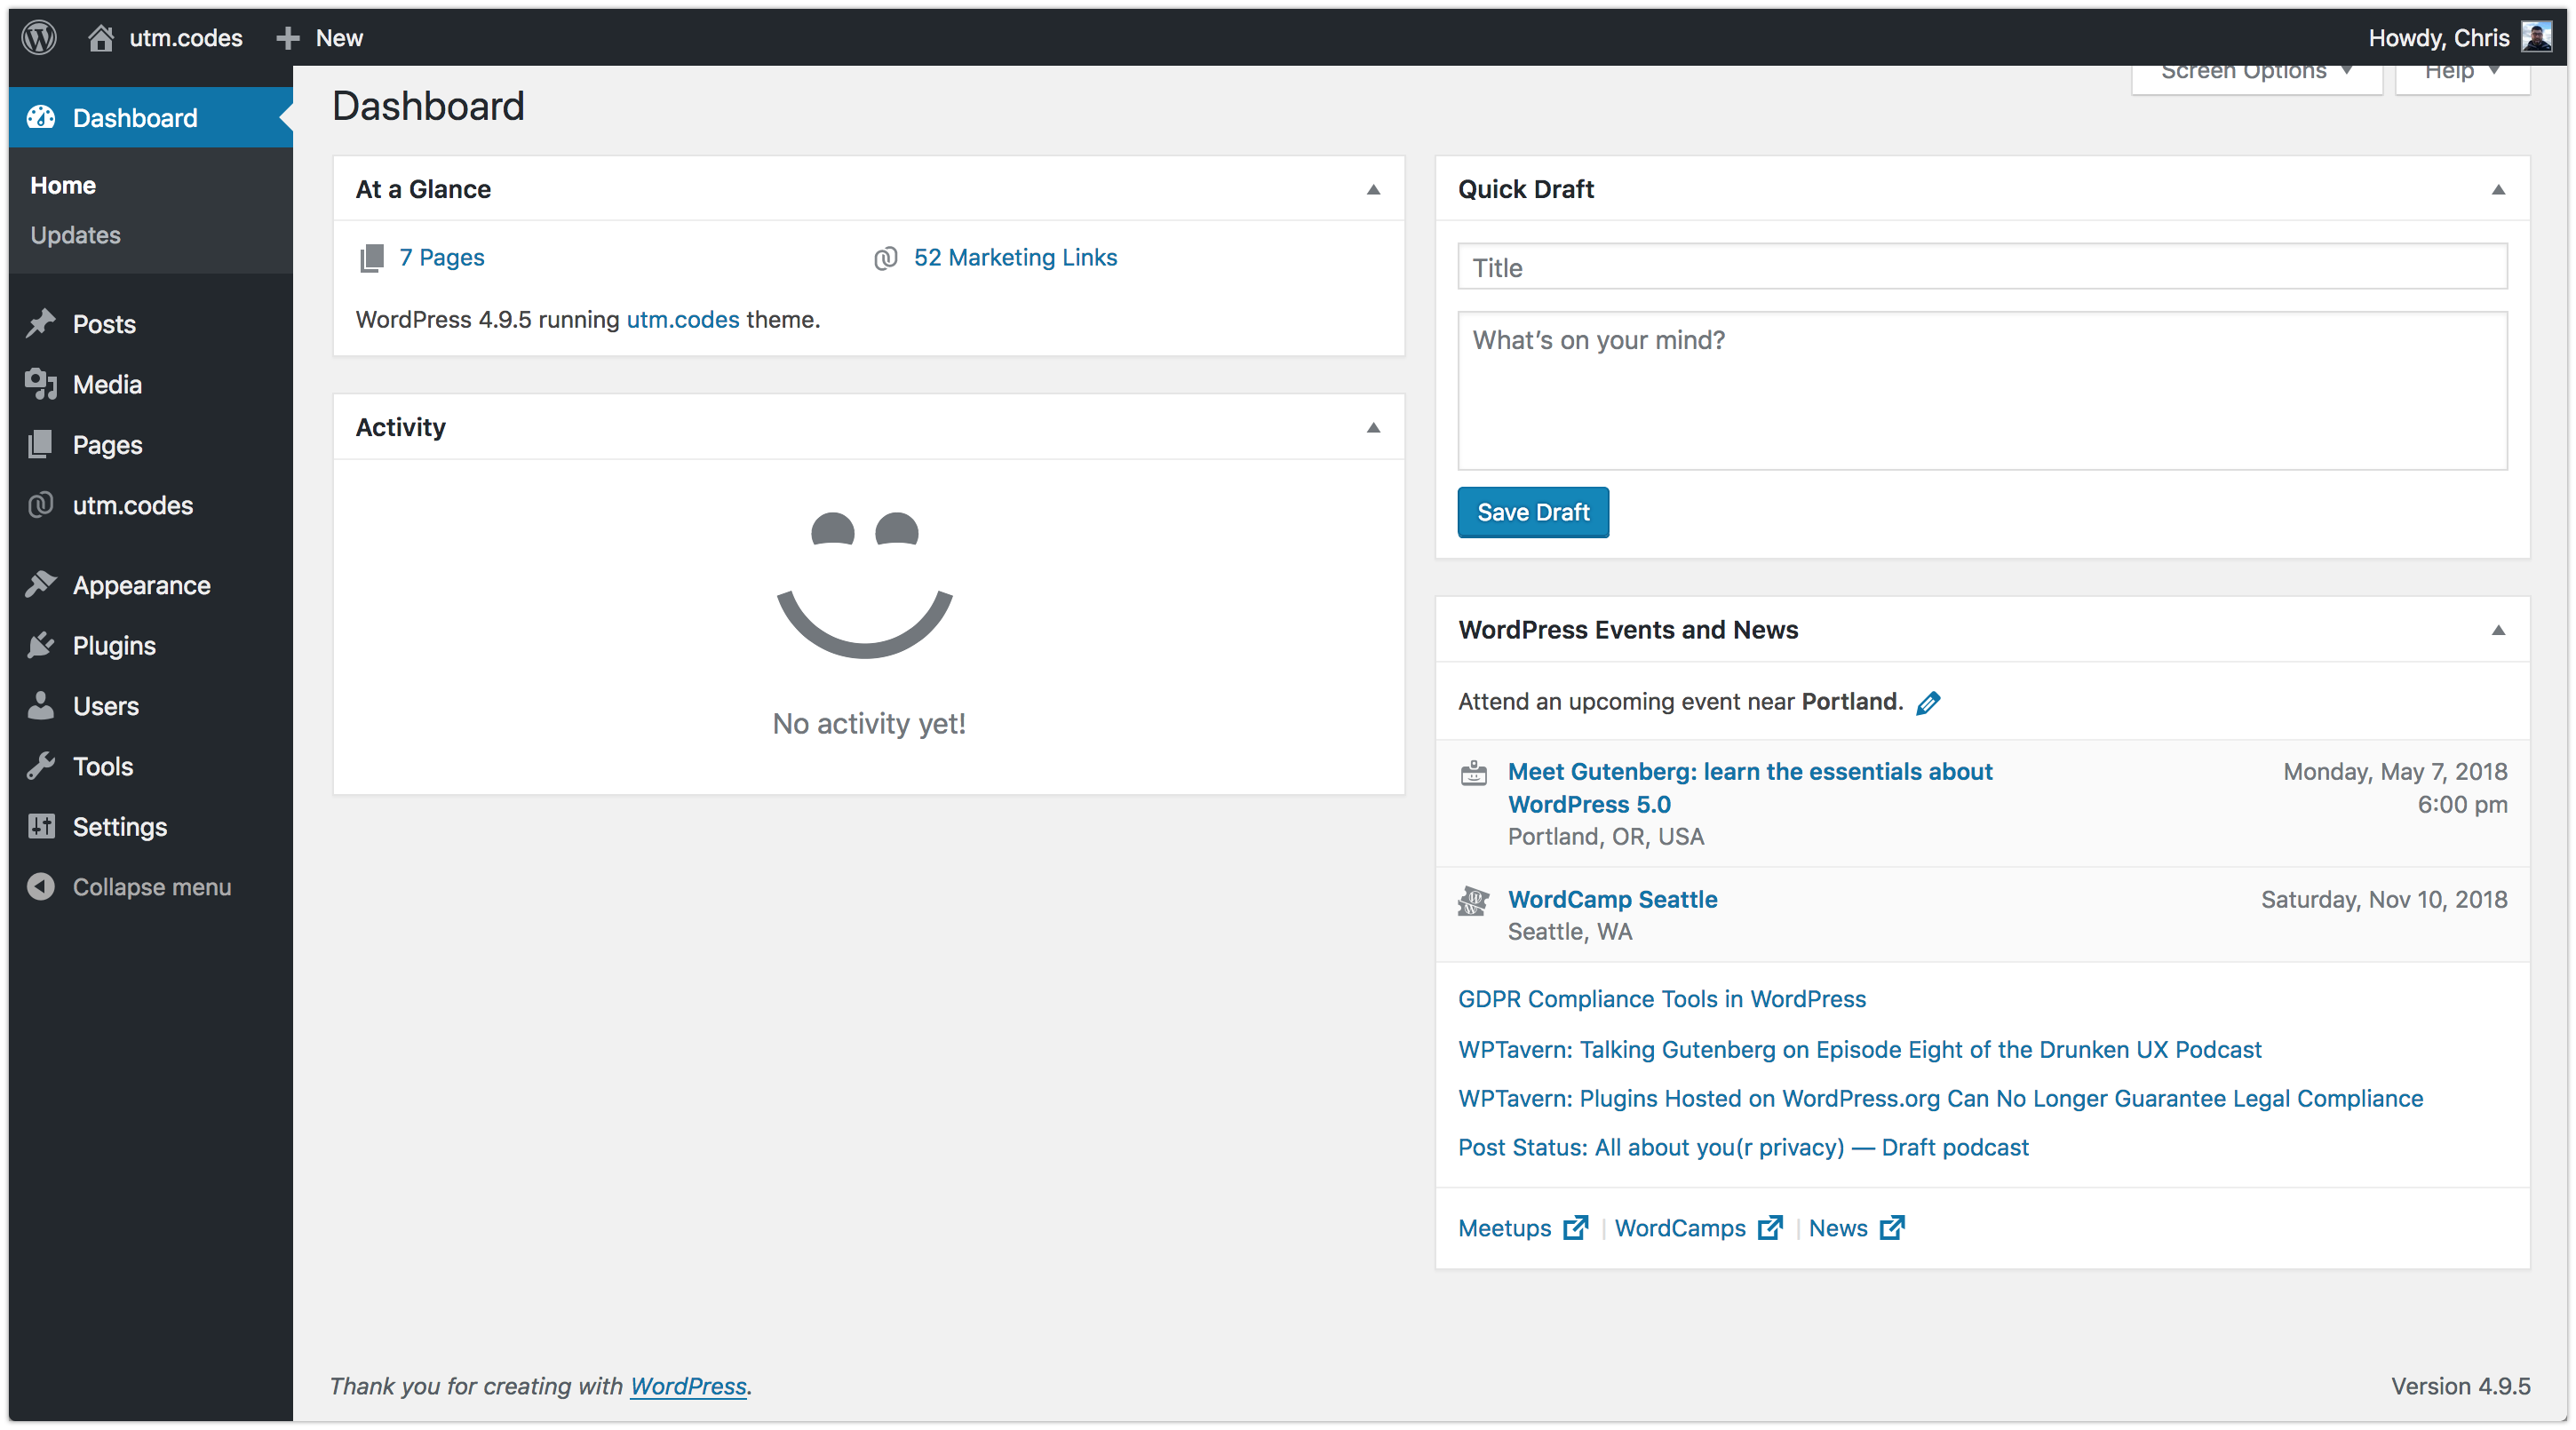 utm.codes
New
Howdy, Chris
Screen Options
Help
Dashboard
Home
Updates
Posts
Media
Pages
utm.codes
Appearance
Plugins
Users
Tools
Settings
Collapse menu
Dashboard
At a Glance
7 Pages
52 Marketing Links
WordPress 4.9.5 running utm.codes theme.
Activity
No activity yet!
Quick Draft
Title
What’s on your mind?
Save Draft
WordPress Events and News
Attend an upcoming event near Portland.
Meet Gutenberg: learn the essentials about
WordPress 5.0
Portland, OR, USA
Monday, May 7, 2018
6:00 pm
WordCamp Seattle
Seattle, WA
Saturday, Nov 10, 2018
GDPR Compliance Tools in WordPress
WPTavern: Talking Gutenberg on Episode Eight of the Drunken UX Podcast
WPTavern: Plugins Hosted on WordPress.org Can No Longer Guarantee Legal Compliance
Post Status: All about you(r privacy) — Draft podcast
Meetups | WordCamps | News
Thank you for creating with WordPress.
Version 4.9.5